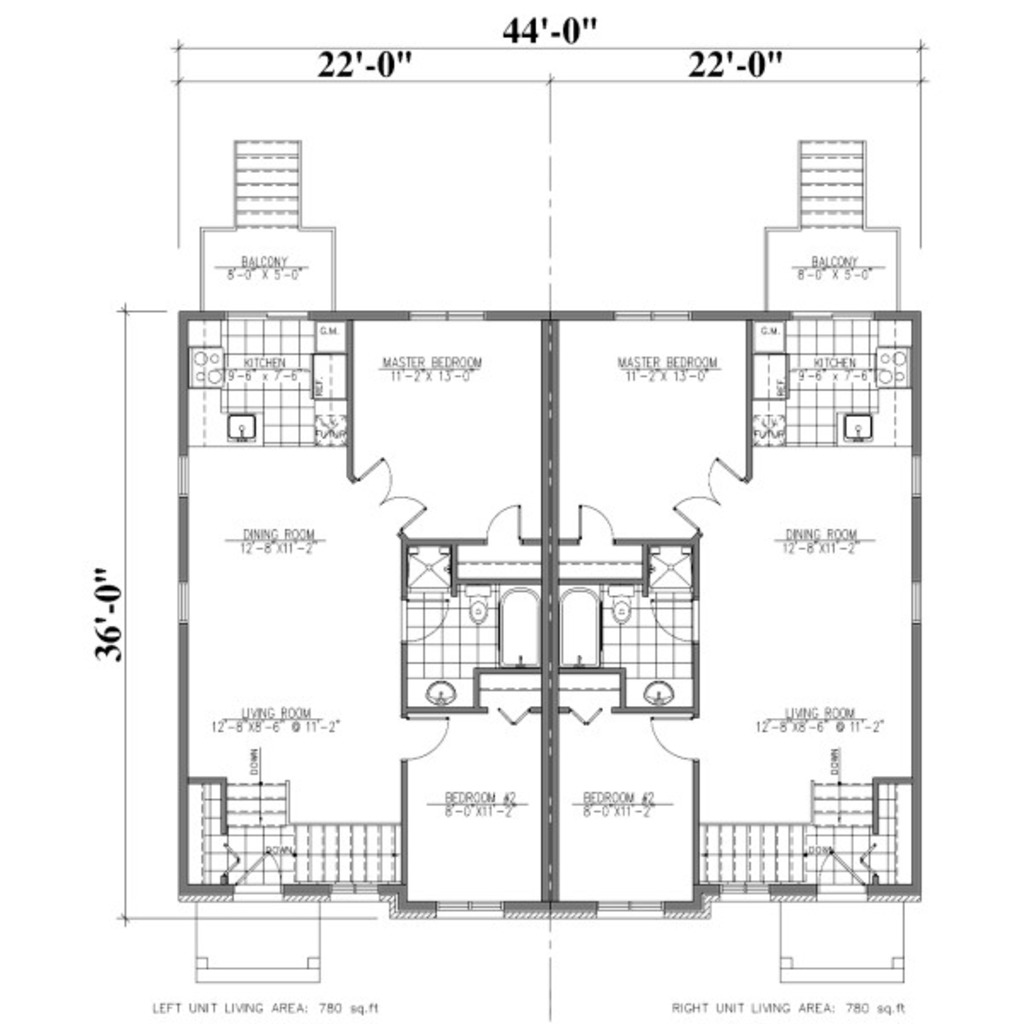 44'-0"
22'-0"
22'-0"
BALCONY
8'-0" X 5'-0"
BALCONY
8'-0" X 5'-0"
G.M.
G.M.
KITCHEN
9'-6" x 7'-6"
REF.
MASTER BEDROOM
11'-2"X 13'-0"
MASTER BEDROOM
11'-2"X 13'-0"
REF.
KITCHEN
9'-6" x 7'-6"
L.V.
FUTUR
L.V.
FUTUR
DINING ROOM
12'-8"X11'-2"
DINING ROOM
12'-8"X11'-2"
36'-0"
LIVING ROOM
12'-8"X8'-6" @ 11'-2"
LIVING ROOM
12'-8"X8'-6" @ 11'-2"
DOWN
DOWN
BEDROOM #2
8'-0"X11'-2"
BEDROOM #2
8'-0"X11'-2"
DOWN
DOWN
LEFT UNIT LIVING AREA: 780 sq.ft
RIGHT UNIT LIVING AREA: 780 sq.ft